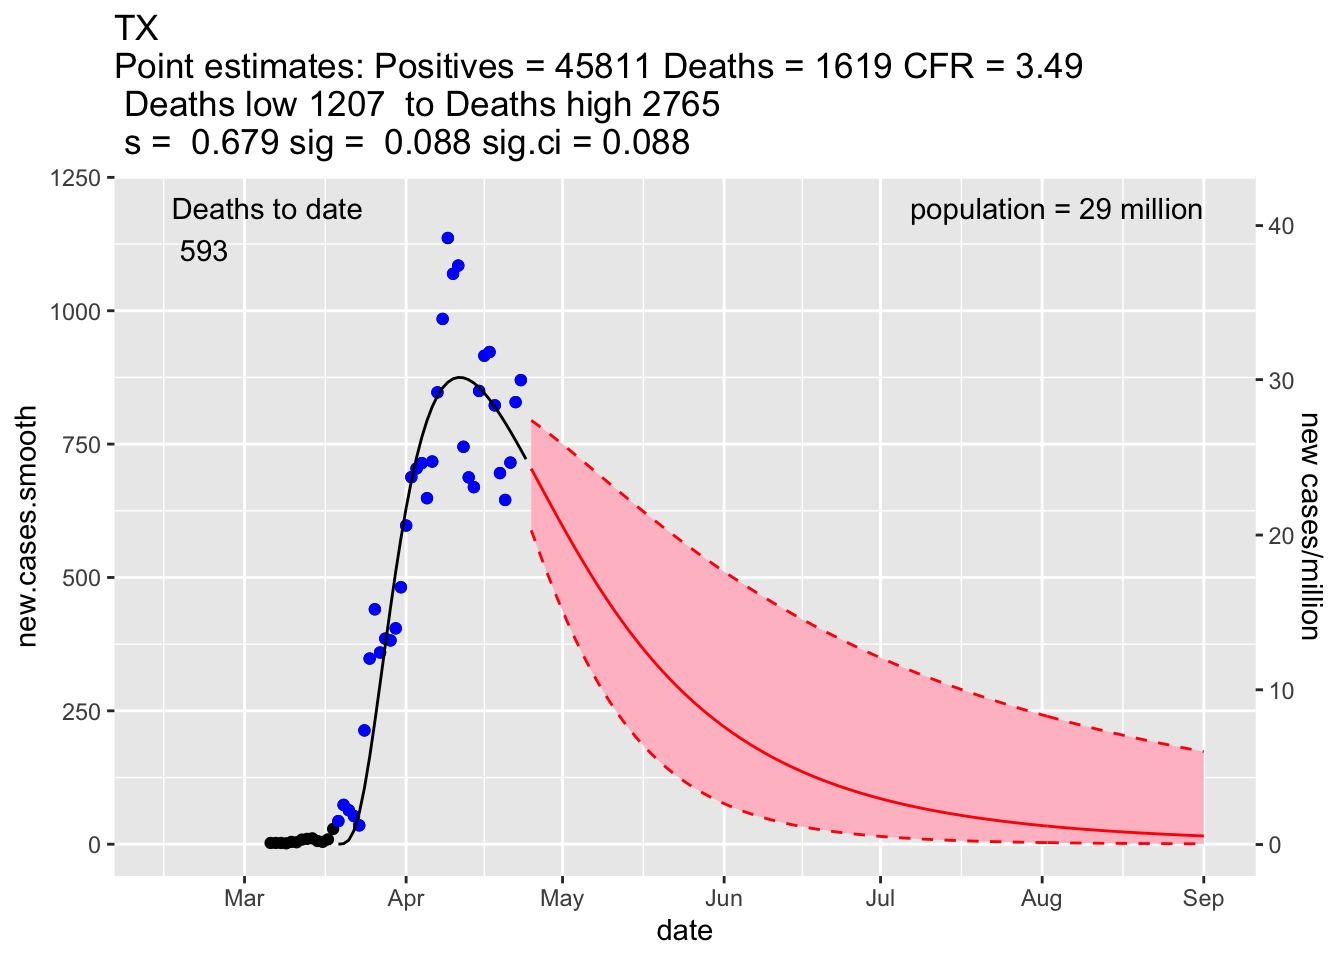 TX
Point estimates: Positives = 45811 Deaths = 1619 CFR = 3.49
Deaths low 1207  to Deaths high 2765
s =  0.679 sig =  0.088 sig.ci = 0.088
Deaths to date
593
population = 29 million
1250
1000
750
500
250
0
new.cases.smooth
40
30
20
10
0
new cases/million
Mar Apr May Jun Jul Aug Sep
date